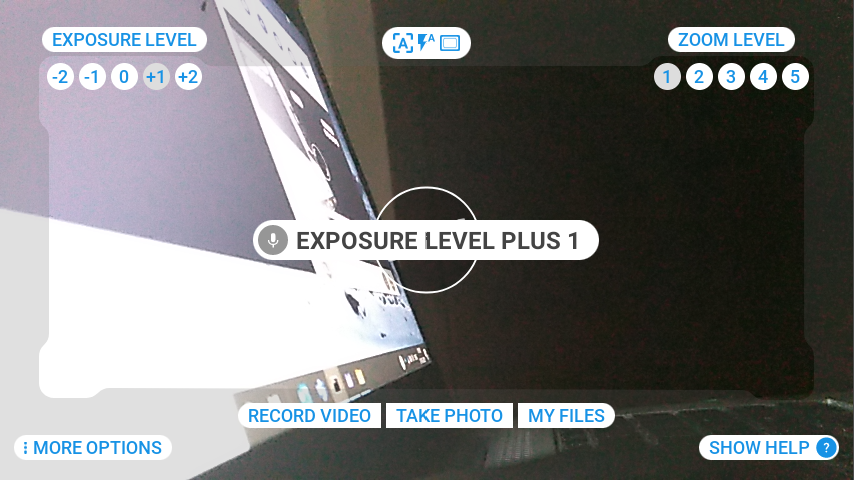 EXPOSURE LEVEL
-2 -1 0 +1 +2
A
A
ZOOM LEVEL
1 2 3 4 5
EXPOSURE LEVEL PLUS 1
RECORD VIDEO
TAKE PHOTO
MY FILES
MORE OPTIONS
SHOW HELP ?